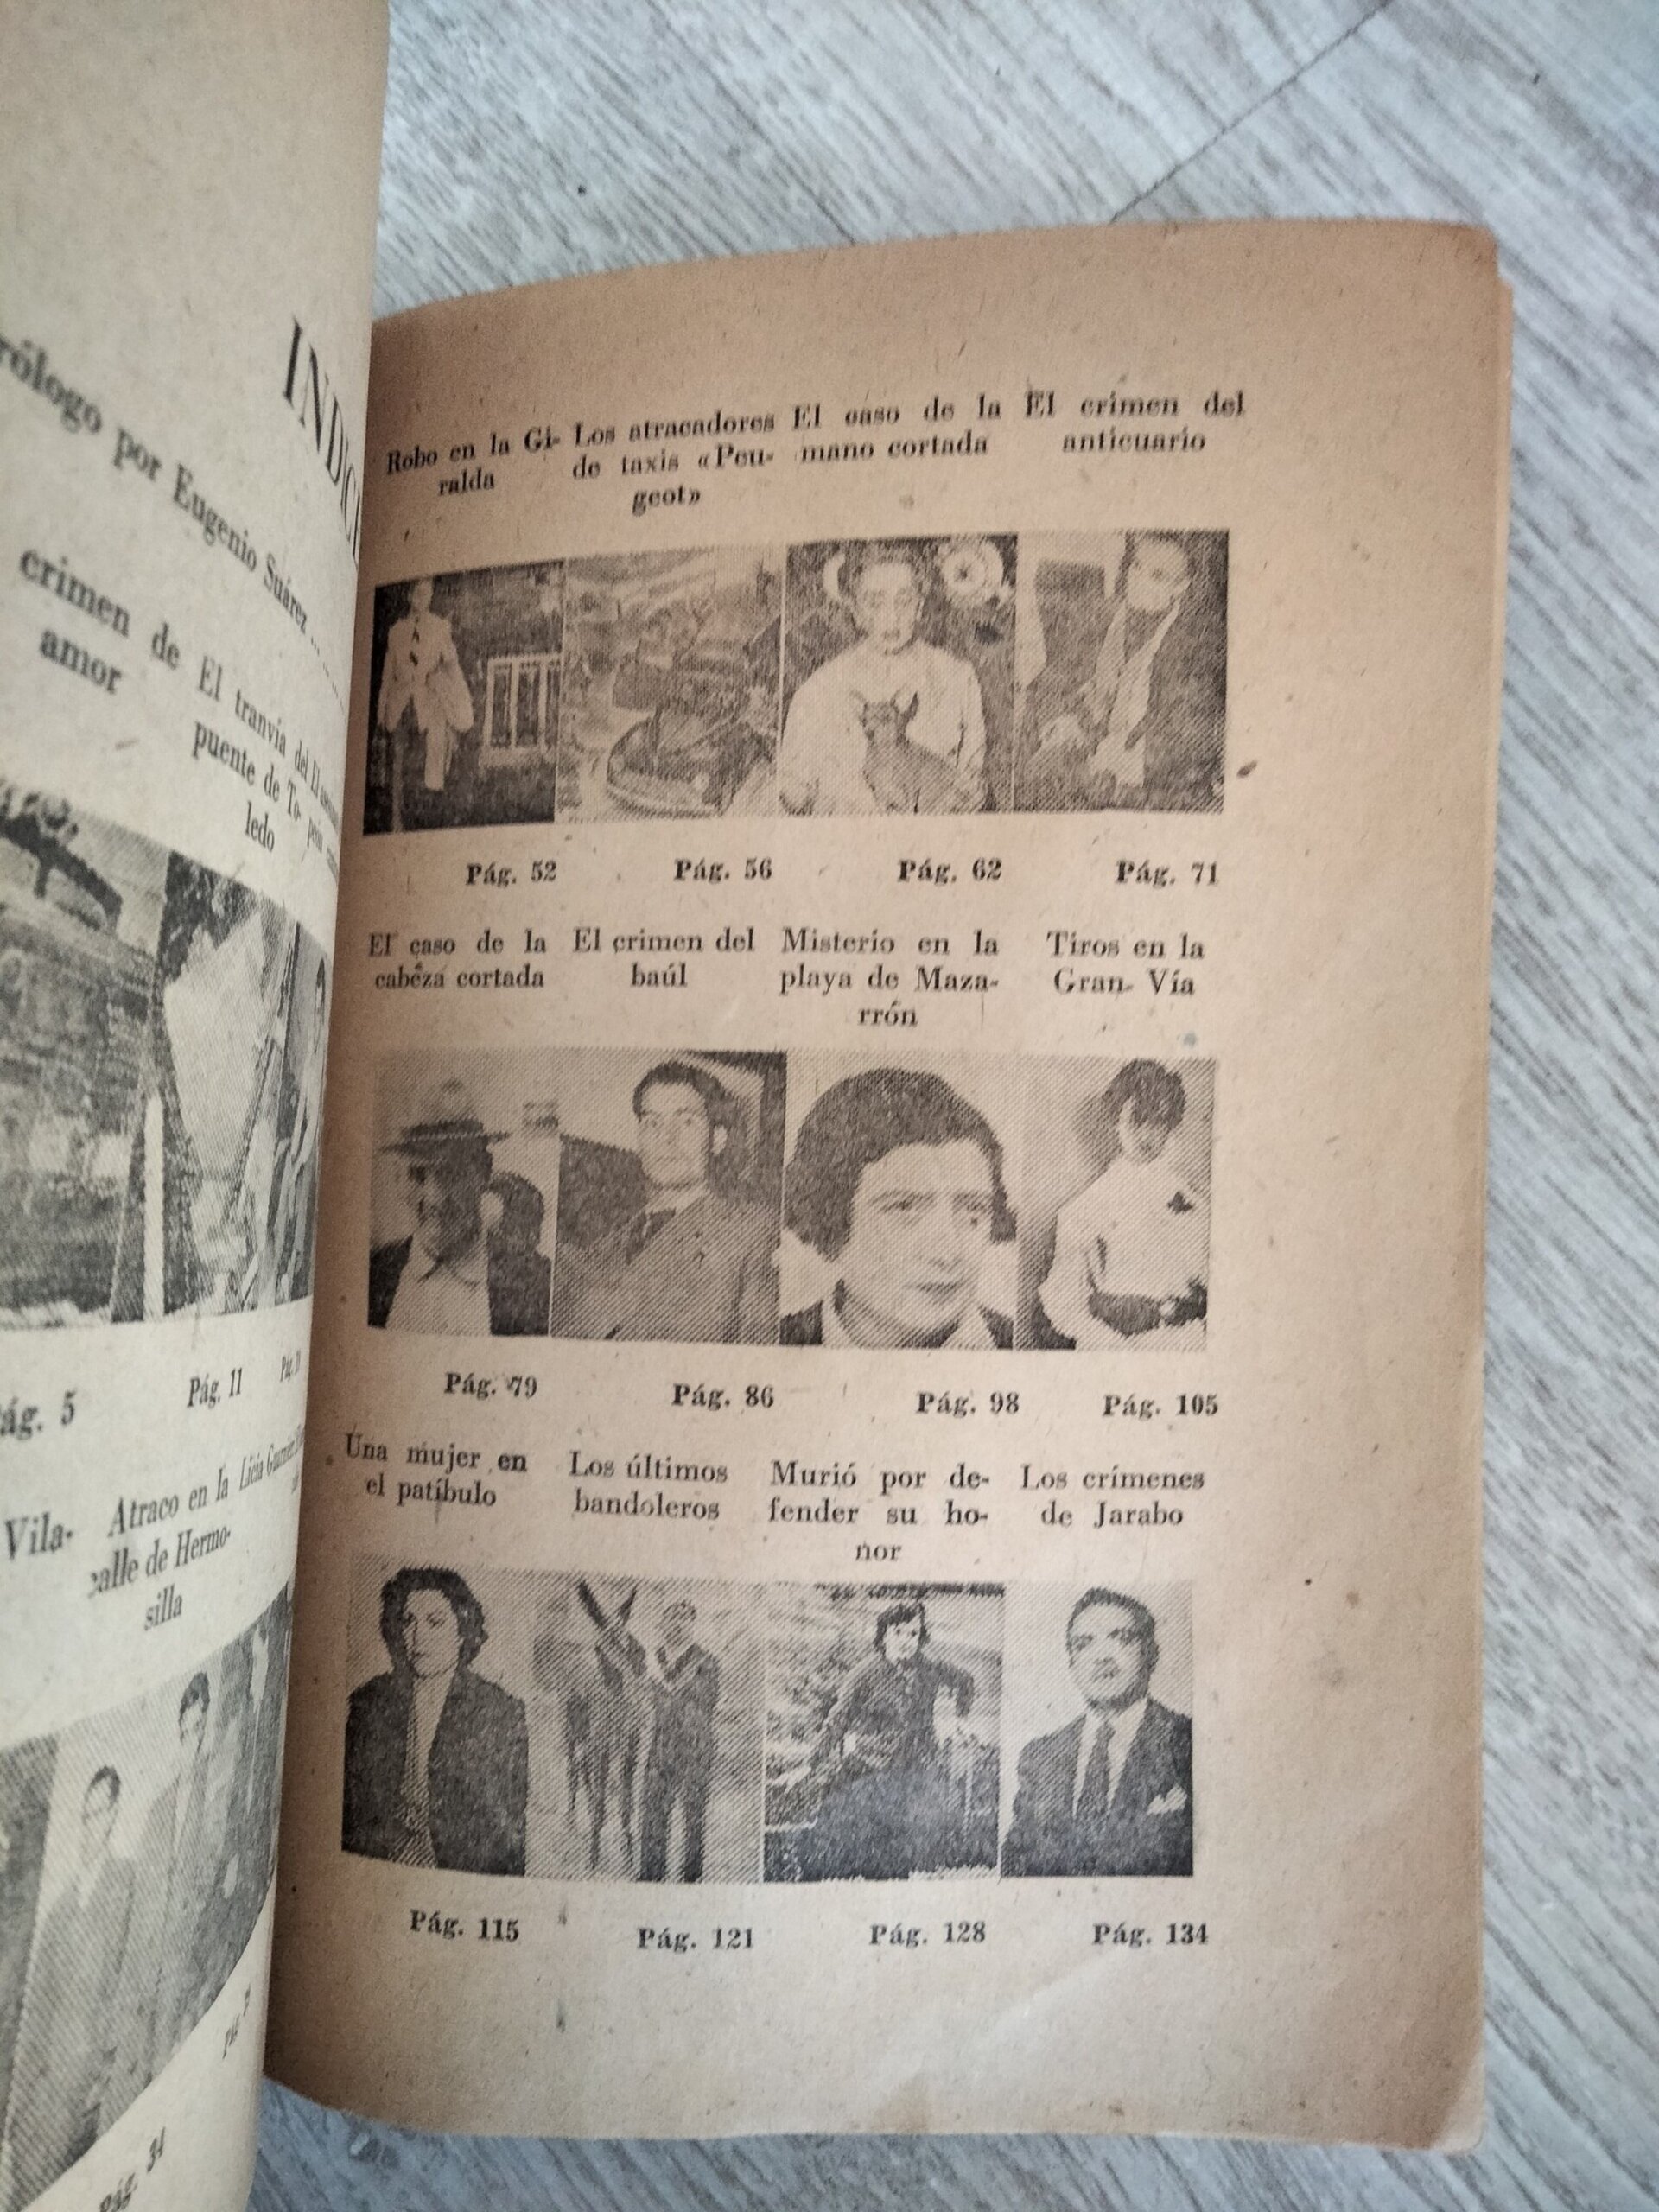 INDIC
rólogo por Eugenio Suárez ... ... ...
crimen de
amor
El tranvía del
puente de To-
ledo
ág. 5
Pág. 11
Vila-
Atraco en la
calle de Hermo-
silla
Pág. 34
Robo en la Gi-
ralda
Los atracadores
de taxis «Peu-
geot»
El caso de la
mano cortada
El crimen del
anticuario
Pág. 52
Pág. 56
Pág. 62
Pág. 71
El caso de la
cabeza cortada
El crimen del
baúl
Misterio en la
playa de Maza-
rrón
Tiros en la
Gran Vía
Pág. 79
Pág. 86
Pág. 98
Pág. 105
Una mujer en
el patíbulo
Los últimos
bandoleros
Murió por de-
fender su ho-
nor
Los crímenes
de Jarabo
Pág. 115
Pág. 121
Pág. 128
Pág. 134